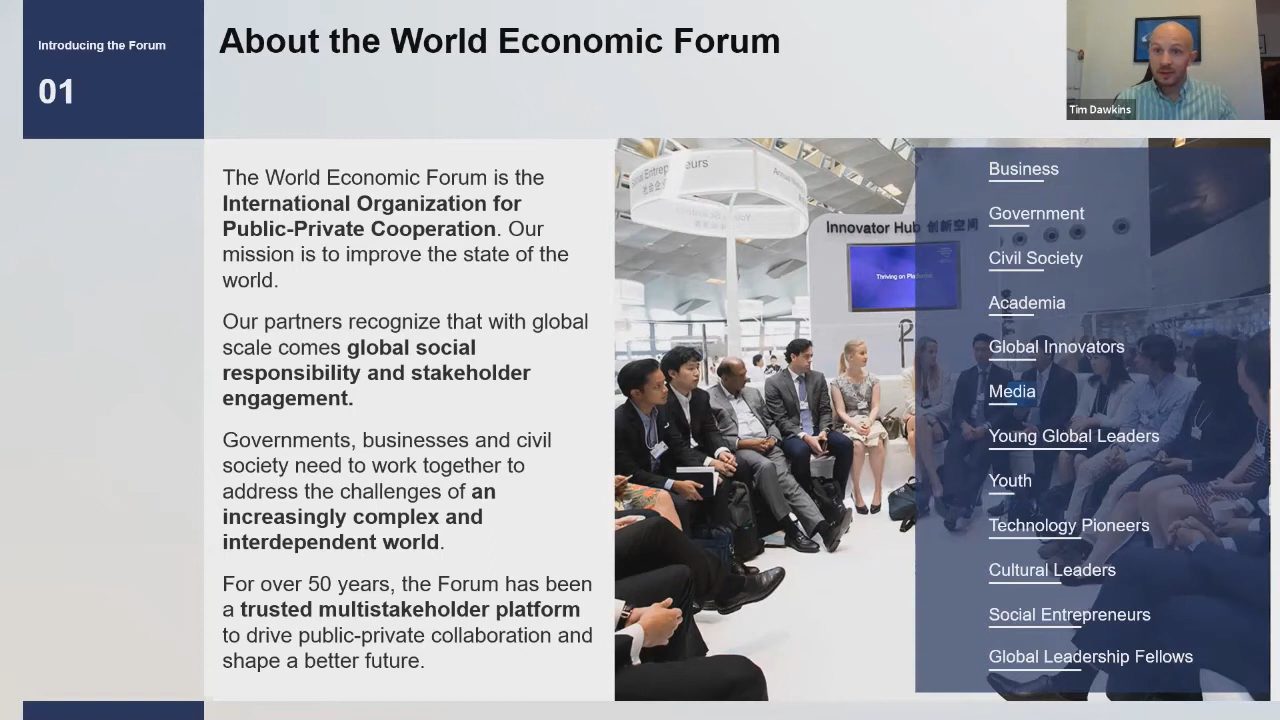 Introducing the Forum
01
About the World Economic Forum
Tim Dawkins
The World Economic Forum is the
International Organization for
Public-Private Cooperation. Our
mission is to improve the state of the
world.
Our partners recognize that with global
scale comes global social
responsibility and stakeholder
engagement.
Governments, businesses and civil
society need to work together to
address the challenges of an
increasingly complex and
interdependent world.
For over 50 years, the Forum has been
a trusted multistakeholder platform
to drive public-private collaboration and
shape a better future.
Innovator Hub 创新空间
Thriving on
2
Business
Government
Civil Society
Academia
Global Innovators
Media
Young Global Leaders
Youth
Technology Pioneers
Cultural Leaders
Social Entrepreneurs
Global Leadership Fellows